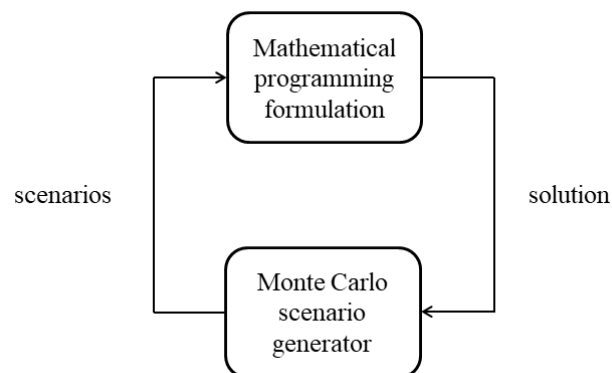 Mathematical
programming
formulation
scenarios
solution
Monte Carlo
scenario
generator